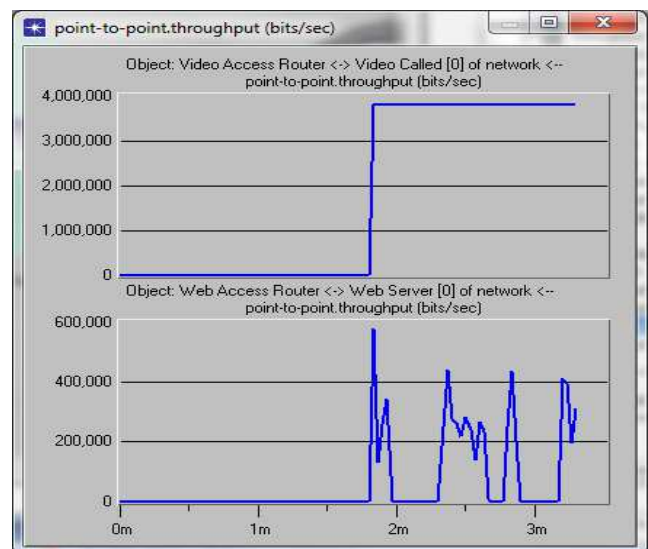 point-to-point.throughput (bits/sec)
Object: Video Access Router <-> Video Called [0] of network <--
point-to-point.throughput (bits/sec)
4,000,000
3,000,000
2,000,000
1,000,000
0
Object: Web Access Router <-> Web Server [0] of network <--
point-to-point.throughput (bits/sec)
600,000
400,000
200,000
0
0m 1m 2m 3m